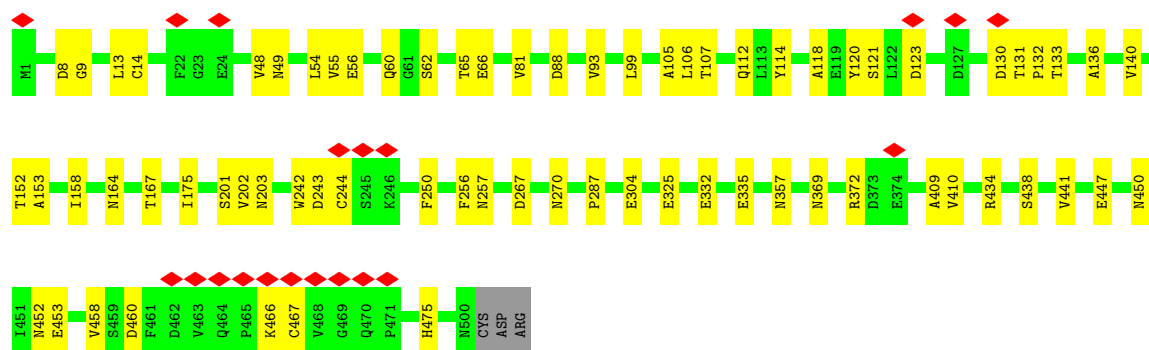 M1 D8 G9 L13 C14 F22 G23 E24 V48 N49 L54 V55 E56 Q60 G61 S62 T65 E66 V81 D88 V93 L99 A105 L106 T107 Q112 L113 Y114 A118 E119 Y120 S121 L122 D123 D127 D130 T131 P132 T133 A136 V140
T152 A153 I158 N164 T167 I175 S201 V202 N203 W242 D243 C244 S245 K246 F250 F256 N257 D267 N270 P287 E304 E325 E332 E335 N357 N369 R372 D373 E374 A409 V410 R434 S438 V441 E447 N450
I451 N452 E453 V458 S459 D460 F461 D462 V463 Q464 P465 K466 C467 V468 G469 Q470 P471 H475 N500 CYS ASP ARG